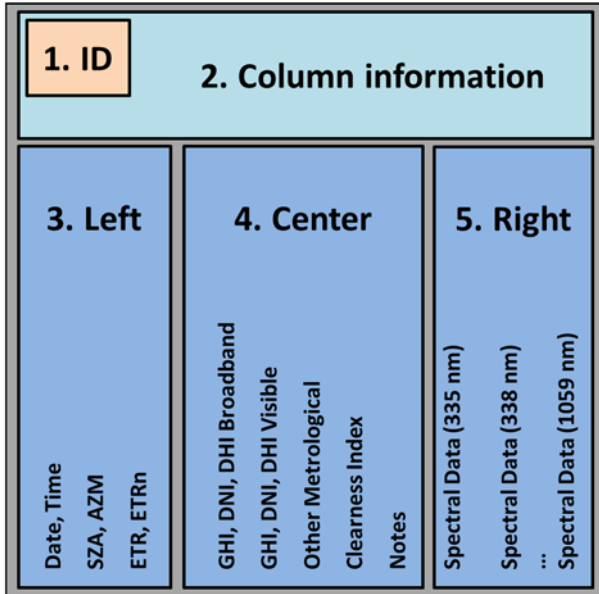 1. ID
2. Column information
3. Left
Date, Time
SZA, AZM
ETR, ETRn
4. Center
GHI, DNI, DHI Broadband
GHI, DNI, DHI Visible
Other Metrological
Clearness Index
Notes
5. Right
Spectral Data (335 nm)
Spectral Data (338 nm)
...
Spectral Data (1059 nm)